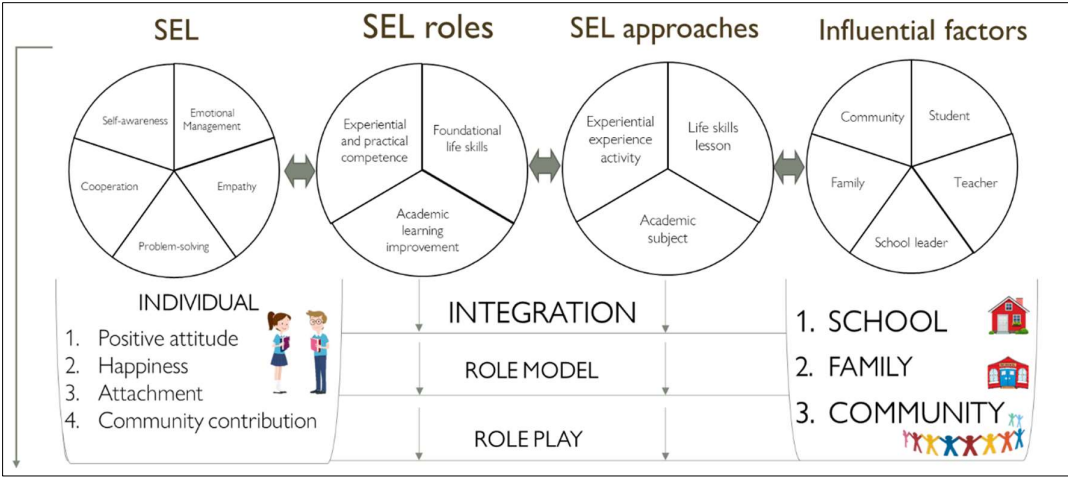 SEL
SEL roles
SEL approaches
Influential factors
Self-awareness
Emotional
Management
Cooperation
Empathy
Problem-solving
Experiential
and practical
competence
Foundational
life skills
Academic
learning
improvement
Experiential
experience
activity
Life skills
lesson
Academic
subject
Community
Student
Family
Teacher
School leader
INDIVIDUAL
1. Positive attitude
2. Happiness
3. Attachment
4. Community contribution
INTEGRATION
ROLE MODEL
ROLE PLAY
1. SCHOOL
2. FAMILY
3. COMMUNITY